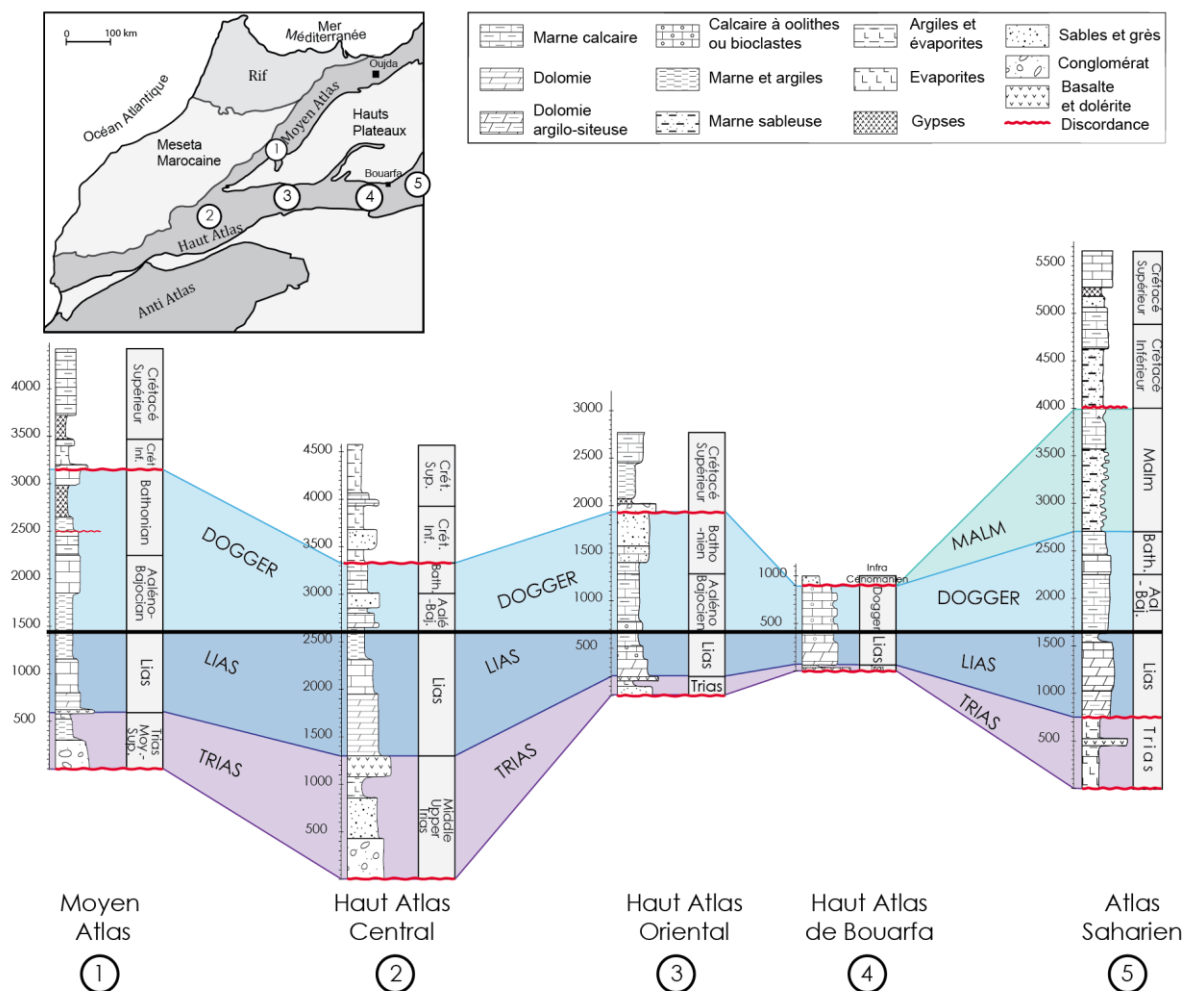 0
100 km
Mer
Méditerranée
Oujda
Rif
Océan Atlantique
Moyen Atlas
Hauts
Plateaux
Meseta
Marocaine
Bouarfa
1
2
3
4
5
Haut Atlas
Anti Atlas
Marne calcaire
Dolomie
Dolomie
argilo-siteuse
Calcaire à oolithes
ou bioclastes
Marne et argiles
Marne sableuse
Argiles et
évaporites
Evaporites
Gypses
Sables et grès
Conglomérat
Basalte
et dolérite
Discordance
4000
3500
3000
2500
2000
1500
1000
500
Crétacé
Supérieur
Crét.
Inf.
Bathonian
Aaléno-
Bajocian
Lias
Trias
Moy.-
Sup.
DOGGER
LIAS
TRIAS
4500
4000
3500
3000
2500
2000
1500
1000
500
Crét.
Sup.
Crét.
Inf.
Bath.
Aalé
-Baj.
Lias
Middle
Upper
Trias
DOGGER
LIAS
TRIAS
3000
2500
2000
1500
1000
500
Crétacé
Supérieur
Batho
-nien
Aaléno
Bajocien
Lias
Trias
1000
500
Infra
Cénomanien
Dogger
Lias
MALM
DOGGER
LIAS
TRIAS
5500
5000
4500
4000
3500
3000
2500
2000
1500
1000
500
Crétacé
Supérieur
Crétacé
Inférieur
Malm
Bath.
Aal.
- Baj.
Lias
Trias
Moyen
Atlas
1
Haut Atlas
Central
2
Haut Atlas
Oriental
3
Haut Atlas
de Bouarfa
4
Atlas
Saharien
5